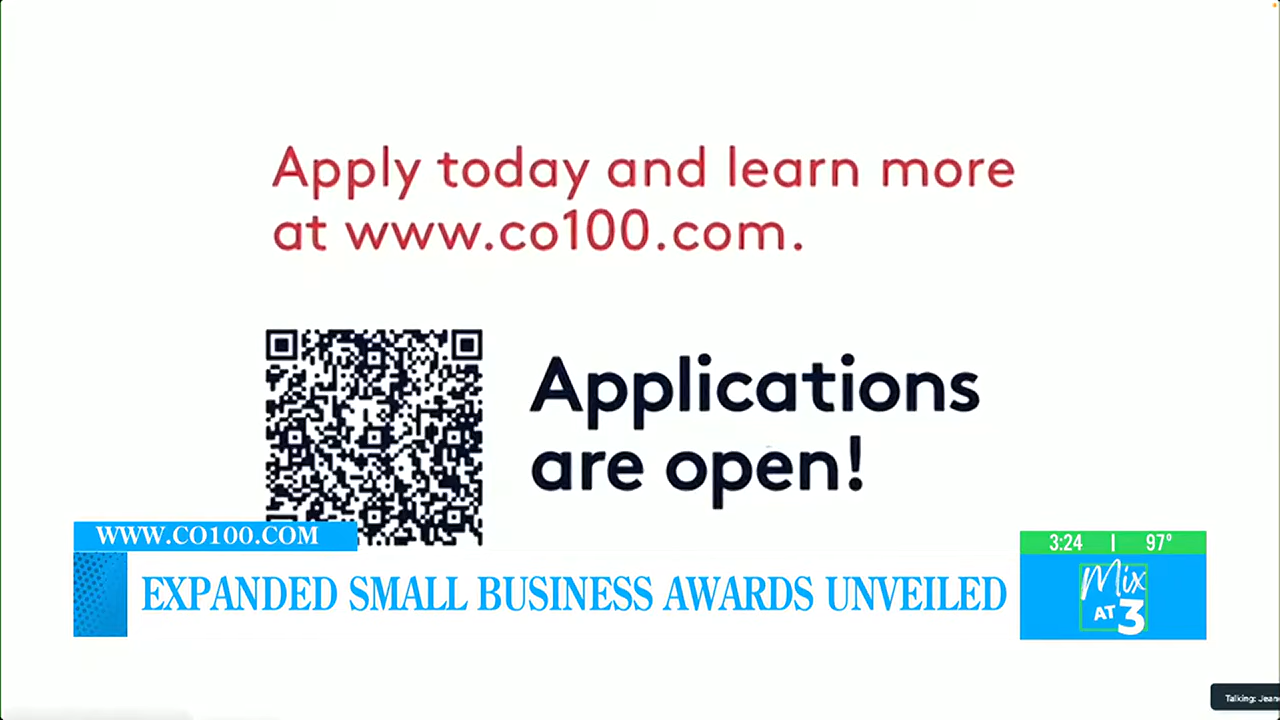 Apply today and learn more
at www.co100.com.
Applications
are open!
WWW.CO100.COM
EXPANDED SMALL BUSINESS AWARDS UNVEILED
3:24 | 97°
Mix
AT 3
Talking: